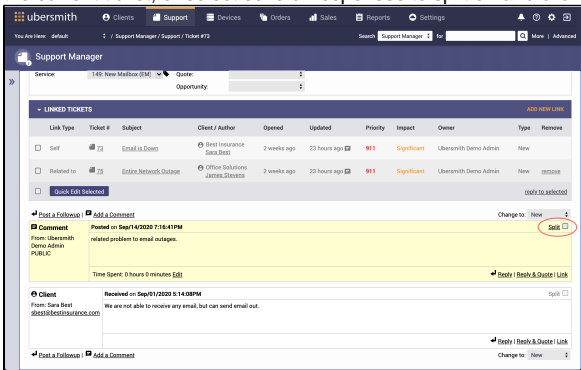 ubersmith Clients Support Devices Orders Sales Reports Settings
You Are Here: default / Support Manager / Support / Ticket #73 Search Support Manager for More | Advanced
Support Manager
Service: 149: New Mailbox (EM) Quote:
Opportunity:
LINKED TICKETS ADD NEW LINK
Link Type Ticket # Subject Client / Author Opened Updated Priority Impact Owner Type Remove
Self 73 Email is Down Best Insurance Sara Best 2 weeks ago 23 hours ago 911 Significant Ubersmith Demo Admin New
Related to 75 Entire Network Outage Office Solutions James Stevens 2 weeks ago 23 hours ago 911 Significant Ubersmith Demo Admin New remove
Quick Edit Selected reply to selected
Post a Followup | Add a Comment Change to: New
Comment Posted on Sep/14/2020 7:16:41PM Split
From: Ubersmith Demo Admin PUBLIC related problem to email outages.
Time Spent: 0 hours 0 minutes Edit Reply | Reply & Quote | Link
Client Received on Sep/01/2020 5:14:08PM Split
From: Sara Best We are not able to receive any email, but can send email out.
sbest@bestinsurance.com
Reply | Reply & Quote | Link
Post a Followup | Add a Comment Change to: New